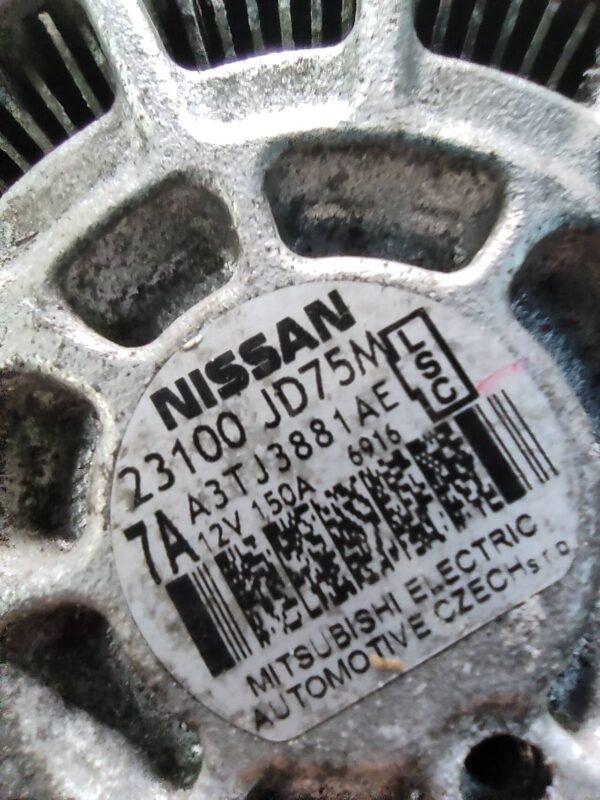 NISSAN
23100 JD75M
LSC
A3TJ3881AE
7A
12V 150A 6916
MITSUBISHI ELECTRIC
AUTOMOTIVE CZECH s.r.o.